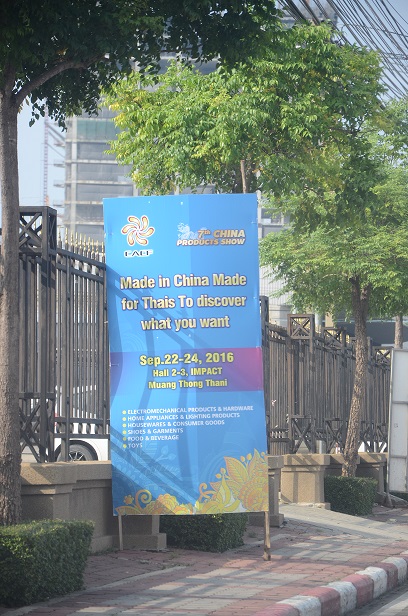 7th CHINA
PRODUCTS SHOW
Made in China Made
for Thais To discover
what you want
Sep.22-24, 2016
Hall 2-3, IMPACT
Muang Thong Thani
ELECTROMECHANICAL PRODUCTS & HARDWARE
HOME APPLIANCES & LIGHTING PRODUCTS
HOUSEWARES & CONSUMER GOODS
SHOES & GARMENTS
FOOD & BEVERAGE
TOYS